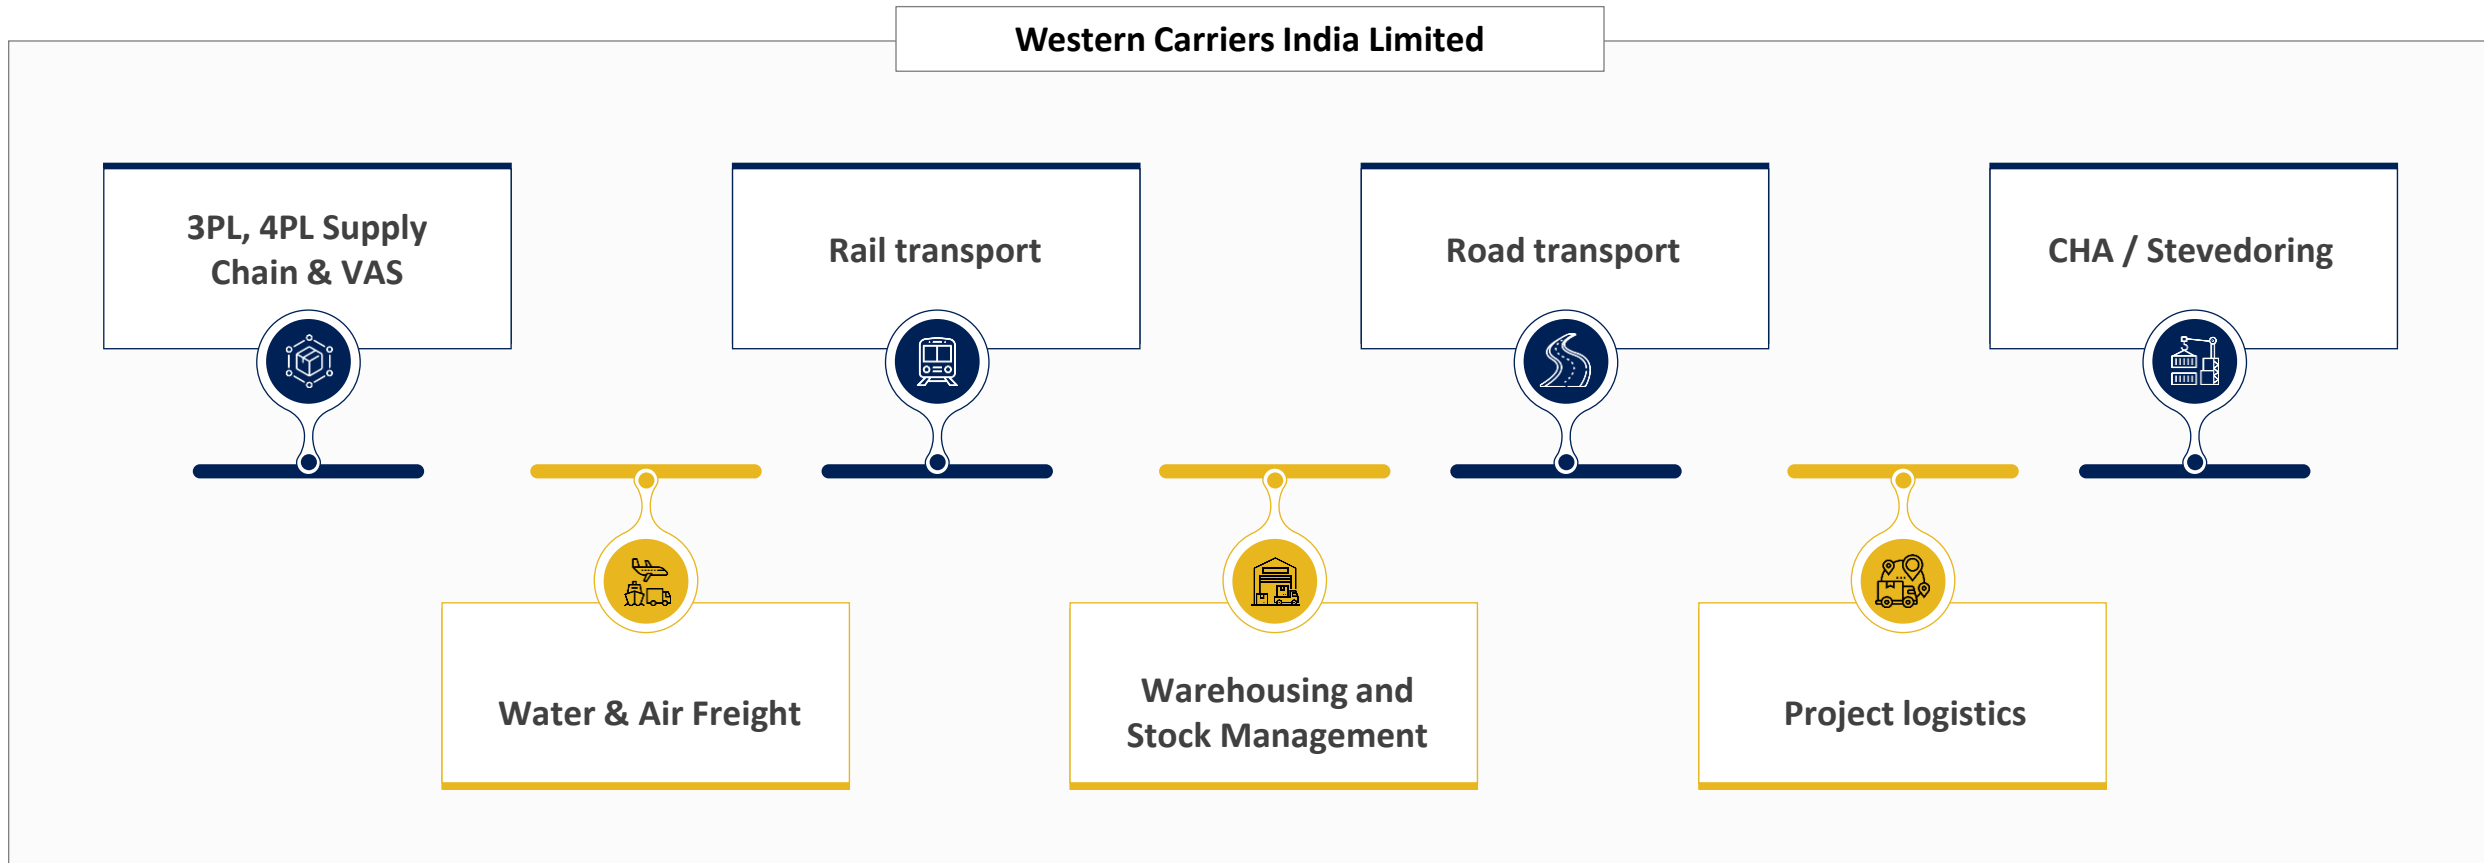 Western Carriers India Limited
3PL, 4PL Supply
Chain & VAS
Rail transport
Road transport
CHA / Stevedoring
Water & Air Freight
Warehousing and
Stock Management
Project logistics